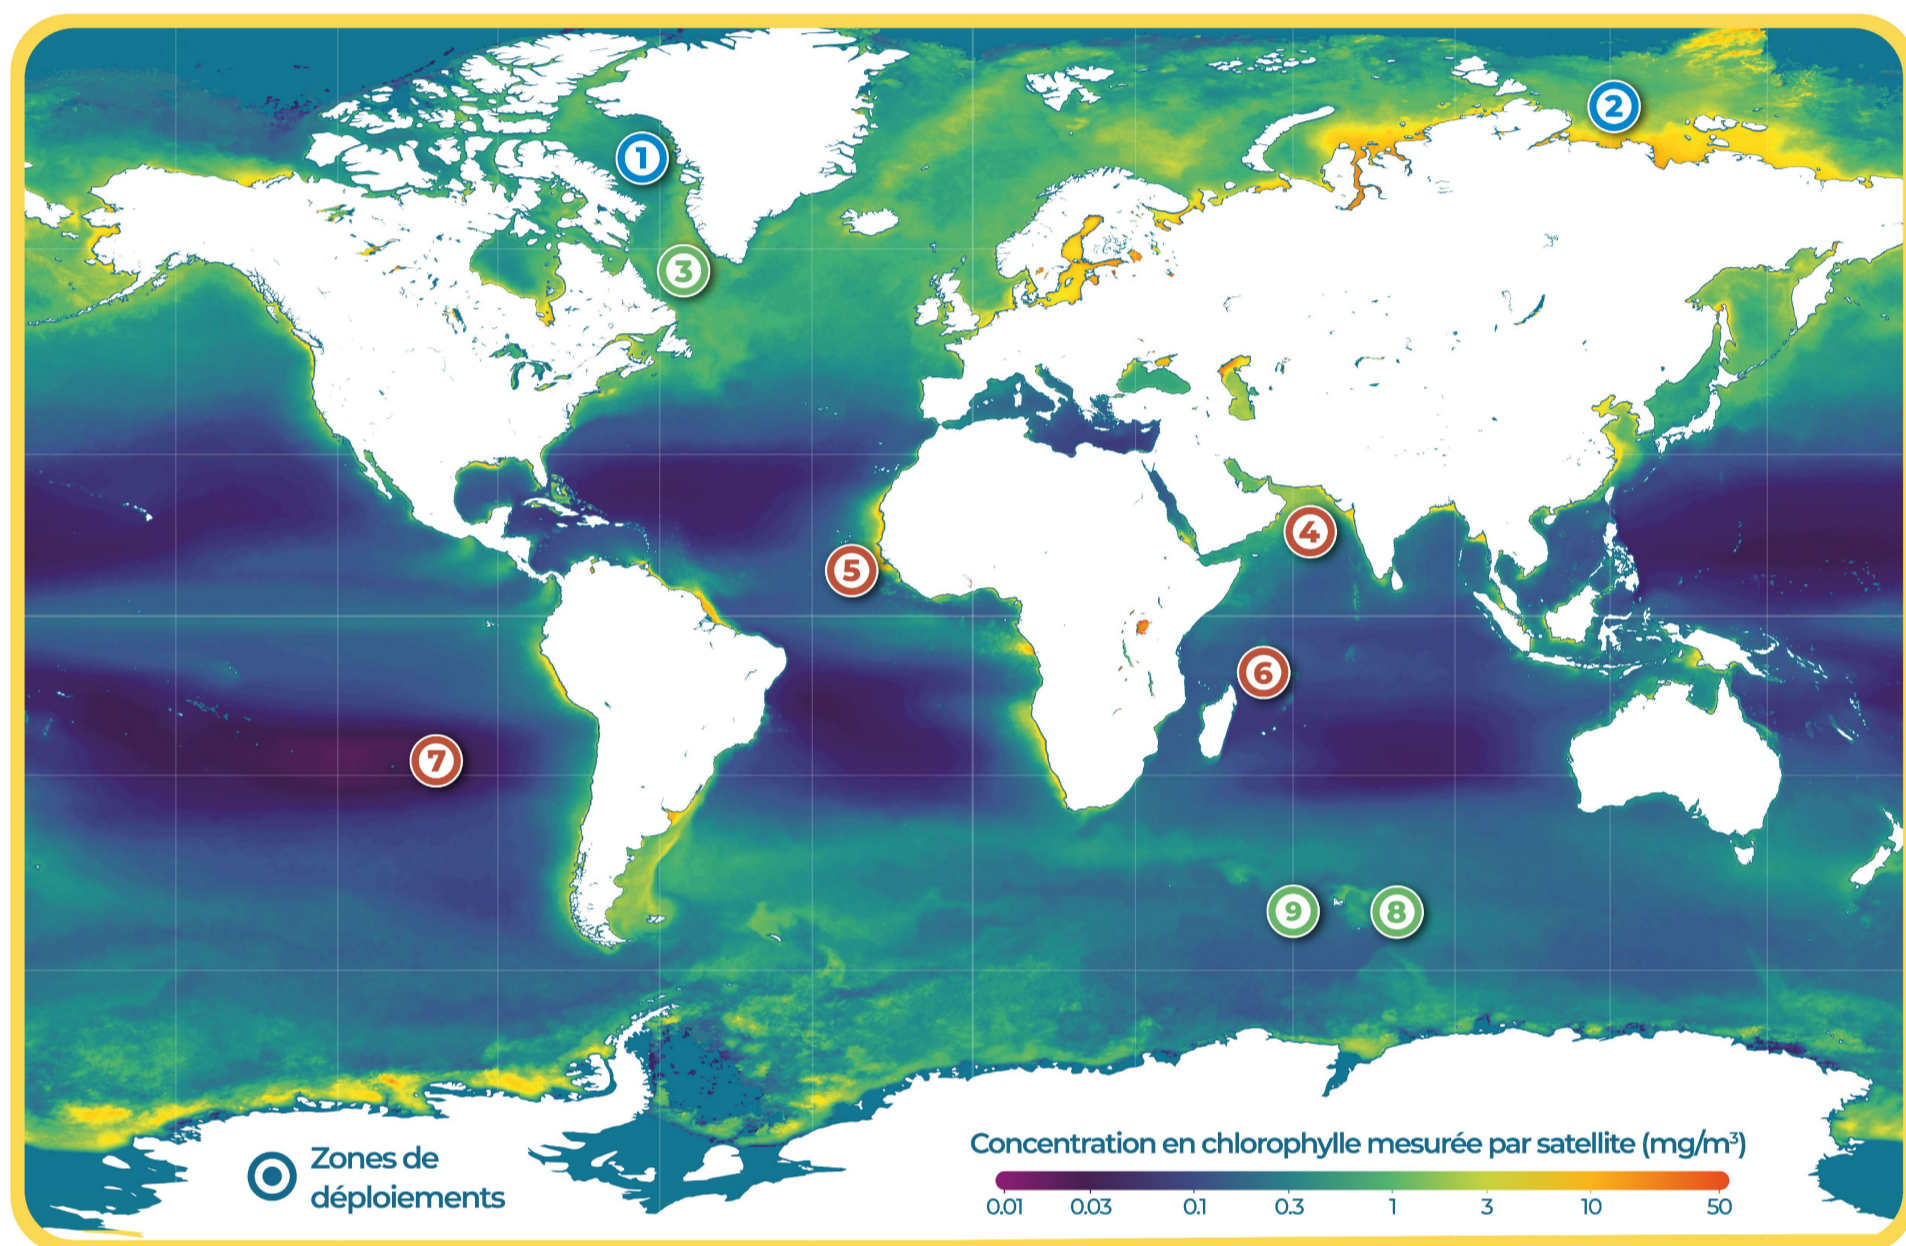 2
1
3
4
5
6
7
9
8
Zones de
déploiements
Concentration en chlorophylle mesurée par satellite (mg/m³)
0.01 0.03 0.1 0.3 1 3 10 50